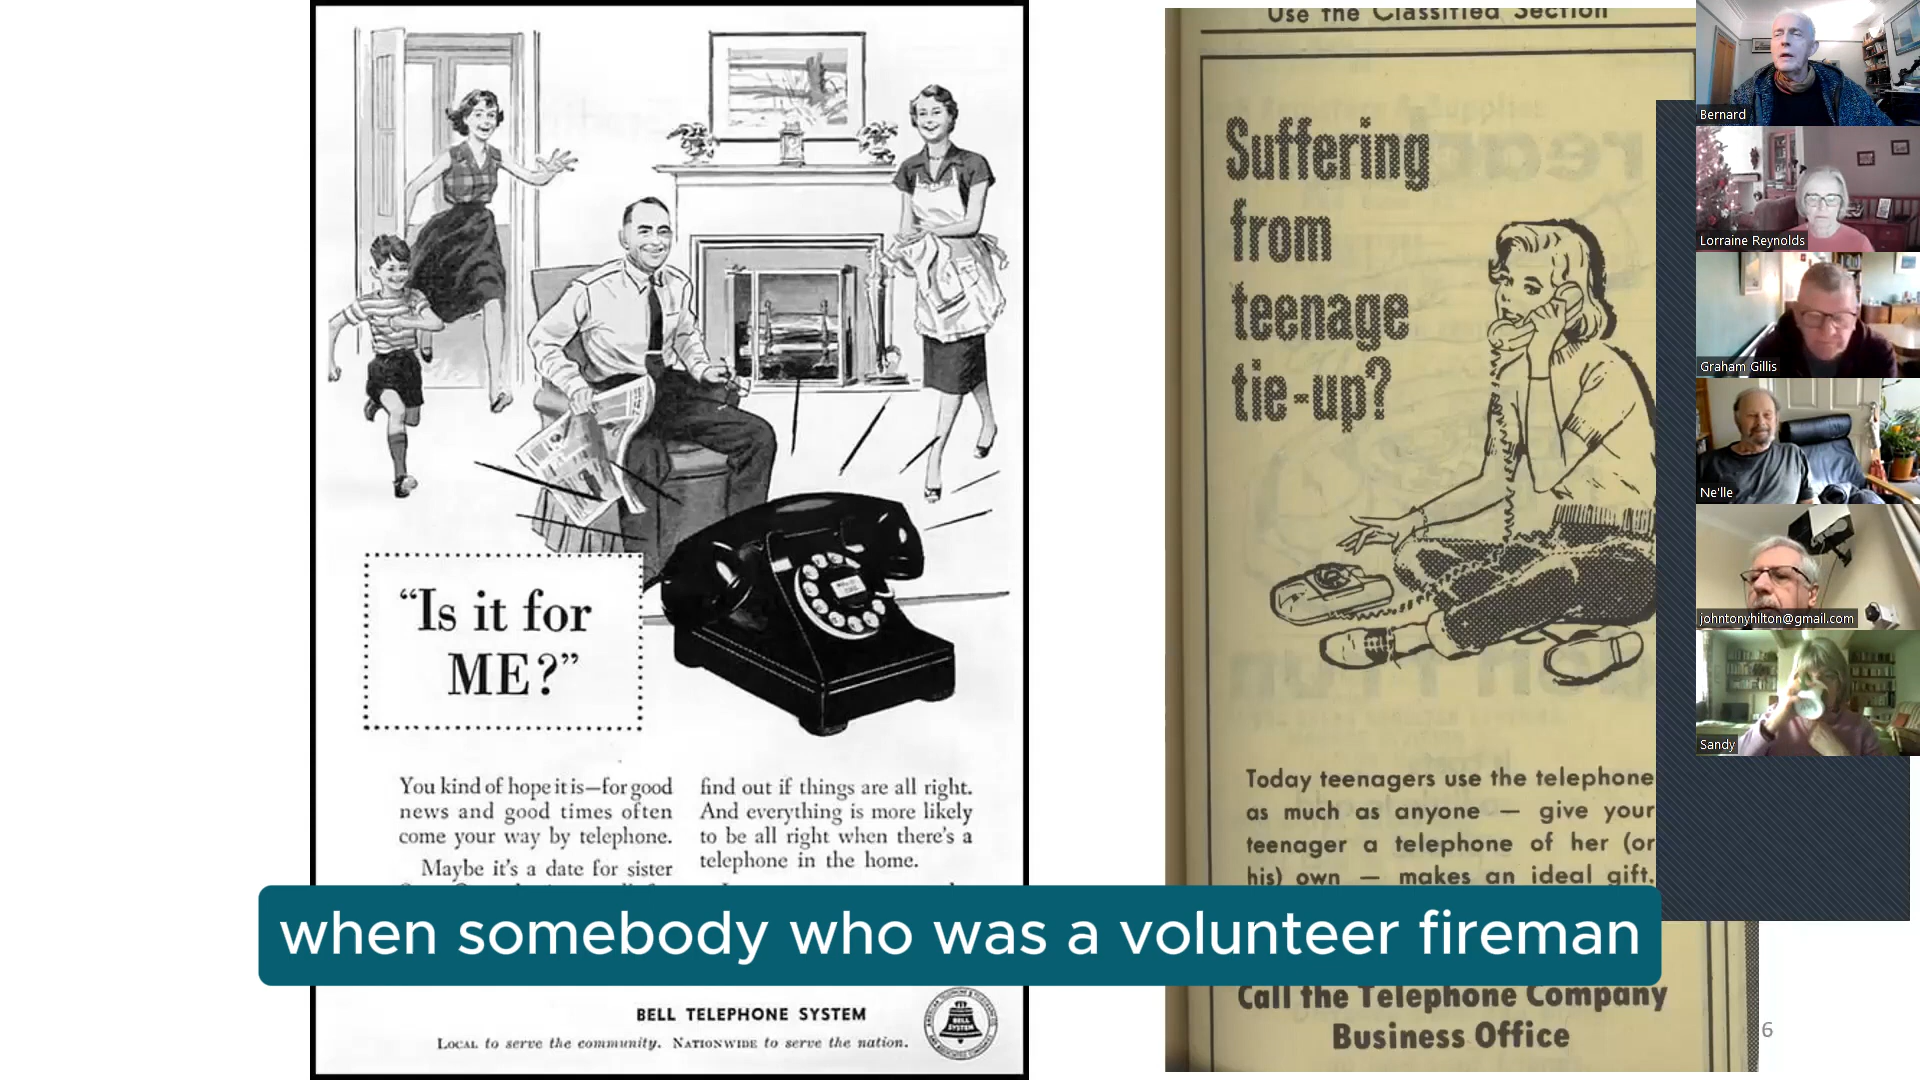 “Is it for
ME?”
You kind of hope it is—for good
news and good times often
come your way by telephone.
Maybe it's a date for sister
find out if things are all right.
And everything is more likely
to be all right when there's a
telephone in the home.
BELL TELEPHONE SYSTEM
LOCAL to serve the community. NATIONWIDE to serve the nation.
BELL
SYSTEM
Use the Classified Section
Suffering
from
teenage
tie-up?
Today teenagers use the telephone
as much as anyone — give your
teenager a telephone of her (or
his) own — makes an ideal gift.
Call the Telephone Company
Business Office
when somebody who was a volunteer fireman
6
Bernard
Lorraine Reynolds
Graham Gillis
Ne'lle
johntonyhilton@gmail.com
Sandy